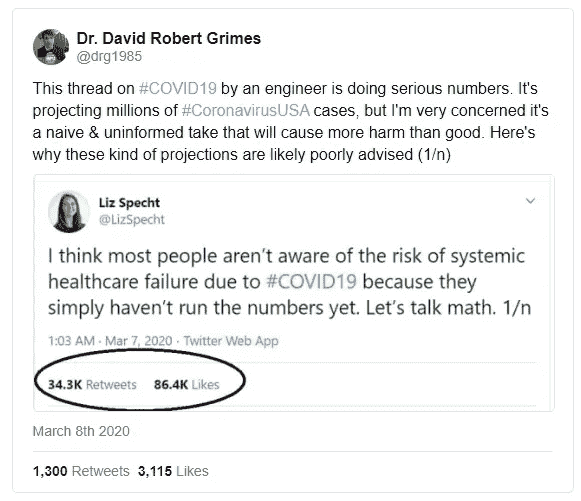 Dr. David Robert Grimes
@drg1985
This thread on #COVID19 by an engineer is doing serious numbers. It's
projecting millions of #CoronavirusUSA cases, but I'm very concerned it's
a naive & uninformed take that will cause more harm than good. Here's
why these kind of projections are likely poorly advised (1/n)
Liz Specht
@LizSpecht
I think most people aren't aware of the risk of systemic
healthcare failure due to #COVID19 because they
simply haven't run the numbers yet. Let's talk math. 1/n
1:03 AM · Mar 7, 2020 · Twitter Web App
34.3K Retweets 86.4K Likes
March 8th 2020
1,300 Retweets 3,115 Likes